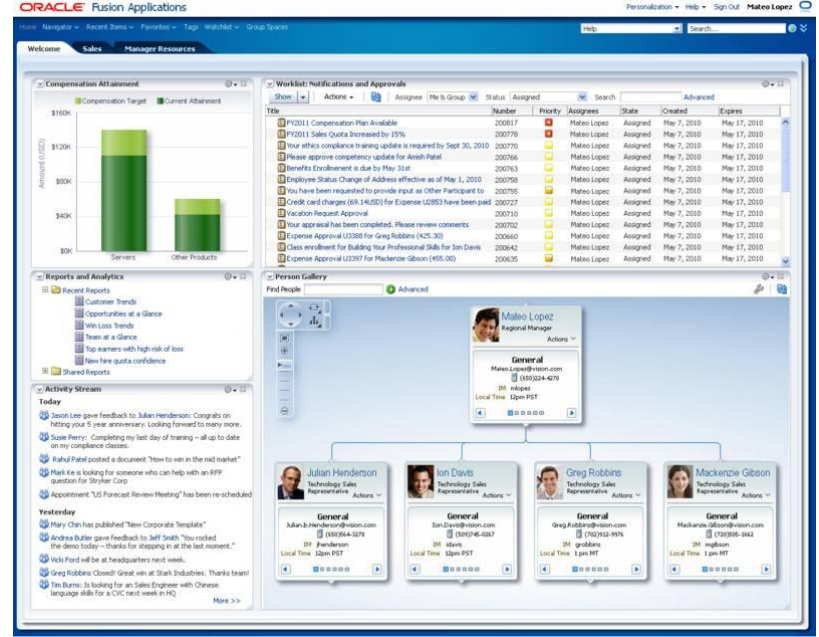 ORACLE Fusion Applications
Personalization Help Sign Out Mateo Lopez
Home Navigator Recent Items Favorites Tags Watchlist Group Spaces
Help Search...
Welcome Sales Manager Resources
Compensation Attainment
Compensation Target Current Attainment
Amount (USD)
$160K
$120K
$80K
$40K
$0K
Servers Other Products
Worklist: Notifications and Approvals
Show Actions Assignee Me & Group Status Assigned Search Advanced
Title Number Priority Assignees State Created Expires
FY2011 Compensation Plan Available 200817 Mateo Lopez Assigned May 7, 2010 May 17, 2010
FY2011 Sales Quota Increased by 15% 200778 Mateo Lopez Assigned May 7, 2010 May 17, 2010
Your ethics compliance training update is required by Sept 30, 2010 200770 Mateo Lopez Assigned May 7, 2010 May 17, 2010
Please approve competency update for Amish Patel 200766 Mateo Lopez Assigned May 7, 2010 May 17, 2010
Benefits Enrollment is due by May 31st 200763 Mateo Lopez Assigned May 7, 2010 May 17, 2010
Employee Status Change of Address effective as of May 1, 2010 200758 Mateo Lopez Assigned May 7, 2010 May 17, 2010
You have been requested to provide input as Other Participant to 200755 Mateo Lopez Assigned May 7, 2010 May 17, 2010
Credit card charges (69.14USD) for Expense U2853 have been paid 200727 Mateo Lopez Assigned May 7, 2010 May 17, 2010
Vacation Request Approval 200710 Mateo Lopez Assigned May 7, 2010 May 17, 2010
Your appraisal has been completed. Please review comments 200702 Mateo Lopez Assigned May 7, 2010 May 17, 2010
Expense Approval U3388 for Greg Robbins (425.30) 200660 Mateo Lopez Assigned May 7, 2010 May 17, 2010
Class enrollment for Building Your Professional Skills for Ion Davis 200642 Mateo Lopez Assigned May 7, 2010 May 17, 2010
Expense Approval U3397 for Mackenzie Gibson (455.00) 200635 Mateo Lopez Assigned May 7, 2010 May 17, 2010
Reports and Analytics
Recent Reports
Customer Trends
Opportunities at a Glance
Win Loss Trends
Team at a Glance
Top earners with high risk of loss
New hire quota confidence
Shared Reports
Activity Stream
Today
Jason Lee gave feedback to Julian Henderson: Congrats on
hitting your 5 year anniversary. Looking forward to many more.
Susie Perry: Completing my last day of training – all up to date
on my compliance classes.
Rahul Patel posted a document "How to win in the mid market"
Mark Ke is looking for someone who can help with an RFP
question for Stryker Corp
Appointment "US Forecast Review Meeting" has been re-scheduled
Yesterday
Mary Chin has published "New Corporate Template"
Andrea Butler gave feedback to Jeff Smith "You rocked
the demo today – thanks for stepping in at the last moment."
Vicki Ford will be at headquarters next week.
Greg Robbins Closed! Great win at Stark Industries. Thanks team!
Tim Burns: Is looking for an Sales Engineer with Chinese
language skills for a CVC next week in HQ
More >>
Person Gallery
Find People Advanced
Mateo Lopez
Regional Manager
Actions
General
Mateo.Lopez@vision.com
(650)224-4278
IM mlopez
Local Time 12pm PST
Julian Henderson
Technology Sales
Representative Actions
General
Julian.b.Henderson@vision.com
(650)564-3278
IM jhenderson
Local Time 12pm PST
Ion Davis
Technology Sales
Representative Actions
General
Ion.Davis@vision.com
(509)745-0267
IM idavis
Local Time 12pm PST
Greg Robbins
Technology Sales
Representative Actions
General
Greg.Robbins@vision.com
(702)912-9976
IM grobbins
Local Time 1 pm MT
Mackenzie Gibson
Technology Sales
Representative Actions
General
Mackenzie.Gibson@vision.com
IM mgibson
Local Time 1 pm MT